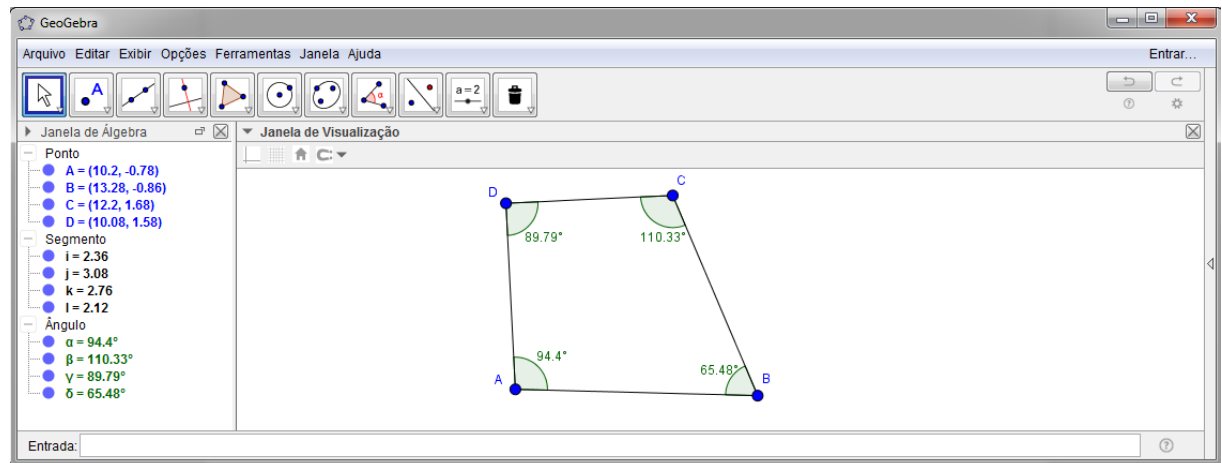 GeoGebra
Arquivo Editar Exibir Opções Ferramentas Janela Ajuda Entrar...
A α a = 2
Janela de Álgebra
Janela de Visualização
Ponto
A = (10.2, -0.78)
B = (13.28, -0.86)
C = (12.2, 1.68)
D = (10.08, 1.58)
Segmento
i = 2.36
j = 3.08
k = 2.76
l = 2.12
Ângulo
α = 94.4°
β = 110.33°
γ = 89.79°
δ = 65.48°
D C
89.79° 110.33°
94.4° 65.48°
A B
Entrada: